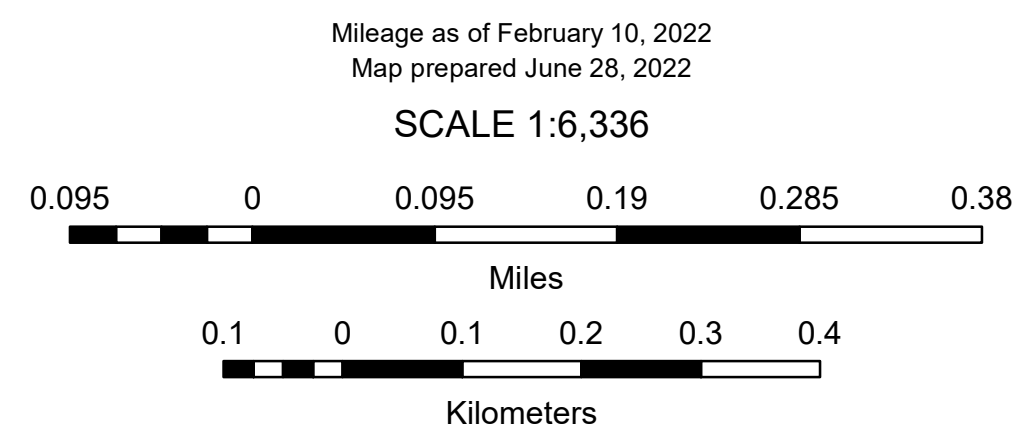 Mileage as of February 10, 2022
Map prepared June 28, 2022
SCALE 1:6,336
0.095 0 0.095 0.19 0.285 0.38
Miles
0.1 0 0.1 0.2 0.3 0.4
Kilometers